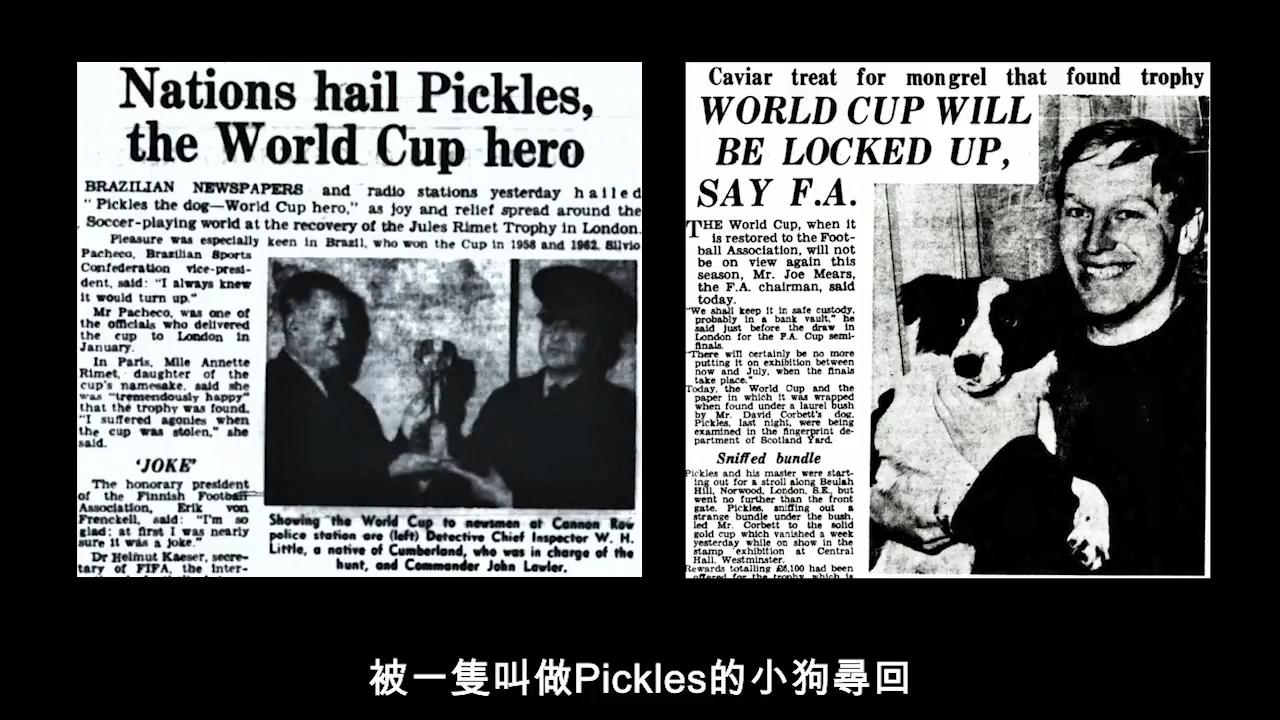 Nations hail Pickles,
the World Cup hero
BRAZILIAN NEWSPAPERS and radio stations yesterday hailed
"Pickles the dog—World Cup hero," as joy and relief spread around the
Soccer-playing world at the recovery of the Jules Rimet Trophy in London.
Pleasure was especially keen in Brazil, who won the Cup in 1958 and 1962. Silvio
Pacheco, Brazilian Sports
Confederation vice-presi-
dent, said: "I always knew
it would turn up."
Mr Pacheco, was one of
the officials who delivered
the cup to London in
January.
In Paris, Mlle Annette
Rimet, daughter of the
cup's namesake, said she
was "tremendously happy"
that the trophy was found.
"I suffered agonies when
the cup was stolen," she
said.
'JOKE'
The honorary president
of the Finnish Football
Association, Erik von
Frenckell, said: "I'm so
glad; at first I was nearly
sure it was a joke."
Dr Helmut Kaeser, secre-
tary of FIFA, the inter-
Showing the World Cup to newsmen at Cannon Row
police station are (left) Detective Chief Inspector W. H.
Little, a native of Cumberland, who was in charge of the
hunt, and Commander John Lawler.
Caviar treat for mongrel that found trophy
WORLD CUP WILL
BE LOCKED UP,
SAY F.A.
THE World Cup, when it
is restored to the Foot-
ball Association, will not
be on view again this
season, Mr. Joe Mears,
the F.A. chairman, said
today.
"We shall keep it in safe custody,
probably in a bank vault," he
said just before the draw in
London for the F.A. Cup semi-
finals.
"There will certainly be no more
putting it on exhibition between
now and July, when the finals
take place."
Today, the World Cup and the
paper in which it was wrapped
when found under a laurel bush
by Mr. David Corbett's dog,
Pickles, last night, were being
examined in the fingerprint de-
partment of Scotland Yard.
Sniffed bundle
Pickles and his master were start-
ing out for a stroll along Beulah
Hill, Norwood, London, S.E., but
went no further than the front
gate. Pickles, sniffing out a
strange bundle under the bush,
led Mr. Corbett to the solid
gold cup which vanished a week
yesterday while on show in the
stamp exhibition at Central
Hall, Westminster.
Rewards totalling £6,100 had been
offered for the trophy, which is
被一隻叫做Pickles的小狗尋回